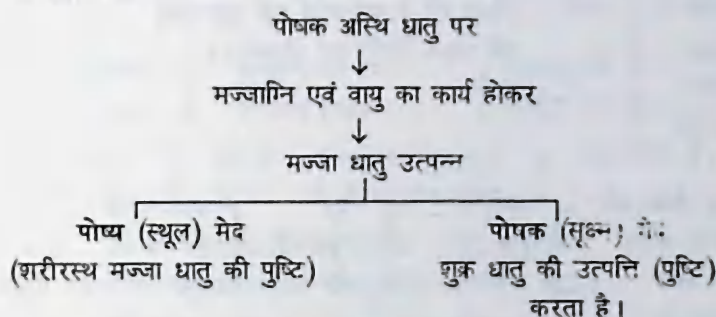 पोषक अस्थि धातु पर
↓
मज्जाग्नि एवं वायु का कार्य होकर
↓
मज्जा धातु उत्पन्न
पोष्य (स्थूल) मेद
(शरीरस्थ मज्जा धातु की पुष्टि)
पोषक (सूक्ष्म)
शुक्र धातु की उत्पत्ति (पुष्टि)
करता है।